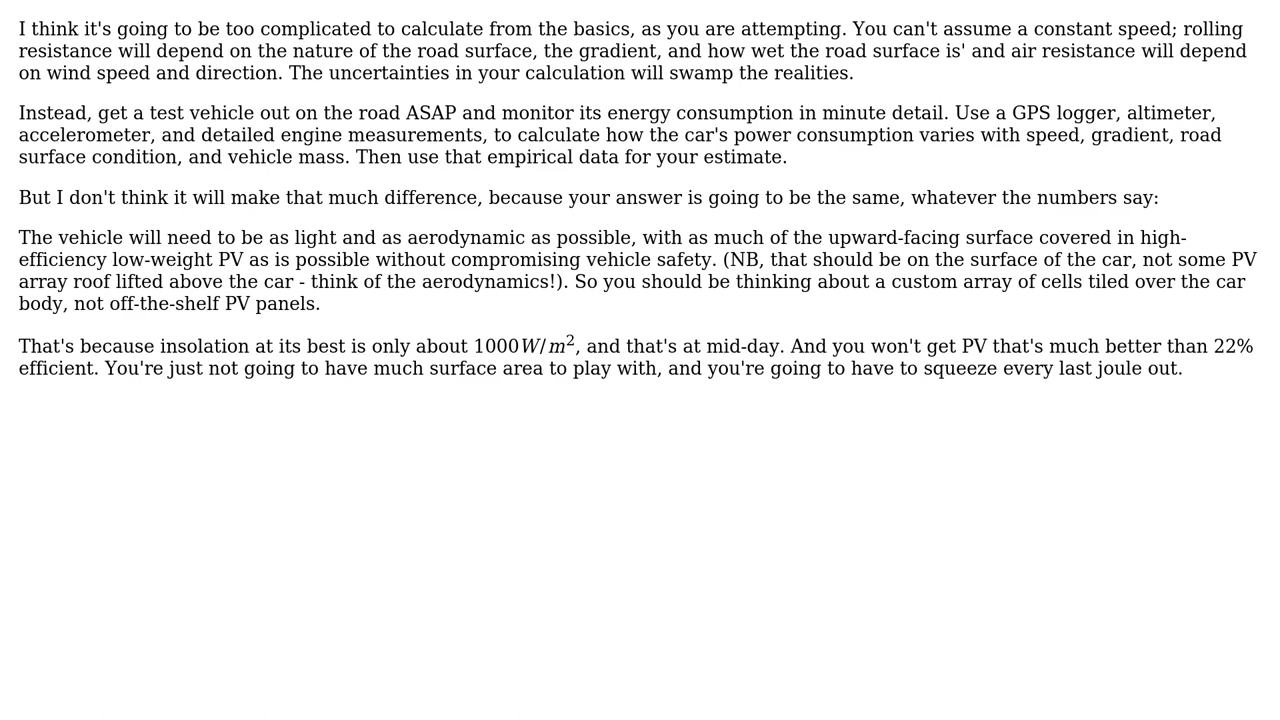 I think it's going to be too complicated to calculate from the basics, as you are attempting. You can't assume a constant speed; rolling
resistance will depend on the nature of the road surface, the gradient, and how wet the road surface is' and air resistance will depend
on wind speed and direction. The uncertainties in your calculation will swamp the realities.
Instead, get a test vehicle out on the road ASAP and monitor its energy consumption in minute detail. Use a GPS logger, altimeter,
accelerometer, and detailed engine measurements, to calculate how the car's power consumption varies with speed, gradient, road
surface condition, and vehicle mass. Then use that empirical data for your estimate.
But I don't think it will make that much difference, because your answer is going to be the same, whatever the numbers say:
The vehicle will need to be as light and as aerodynamic as possible, with as much of the upward-facing surface covered in high-
efficiency low-weight PV as is possible without compromising vehicle safety. (NB, that should be on the surface of the car, not some PV
array roof lifted above the car - think of the aerodynamics!). So you should be thinking about a custom array of cells tiled over the car
body, not off-the-shelf PV panels.
That's because insolation at its best is only about 1000W/m², and that's at mid-day. And you won't get PV that's much better than 22%
efficient. You're just not going to have much surface area to play with, and you're going to have to squeeze every last joule out.